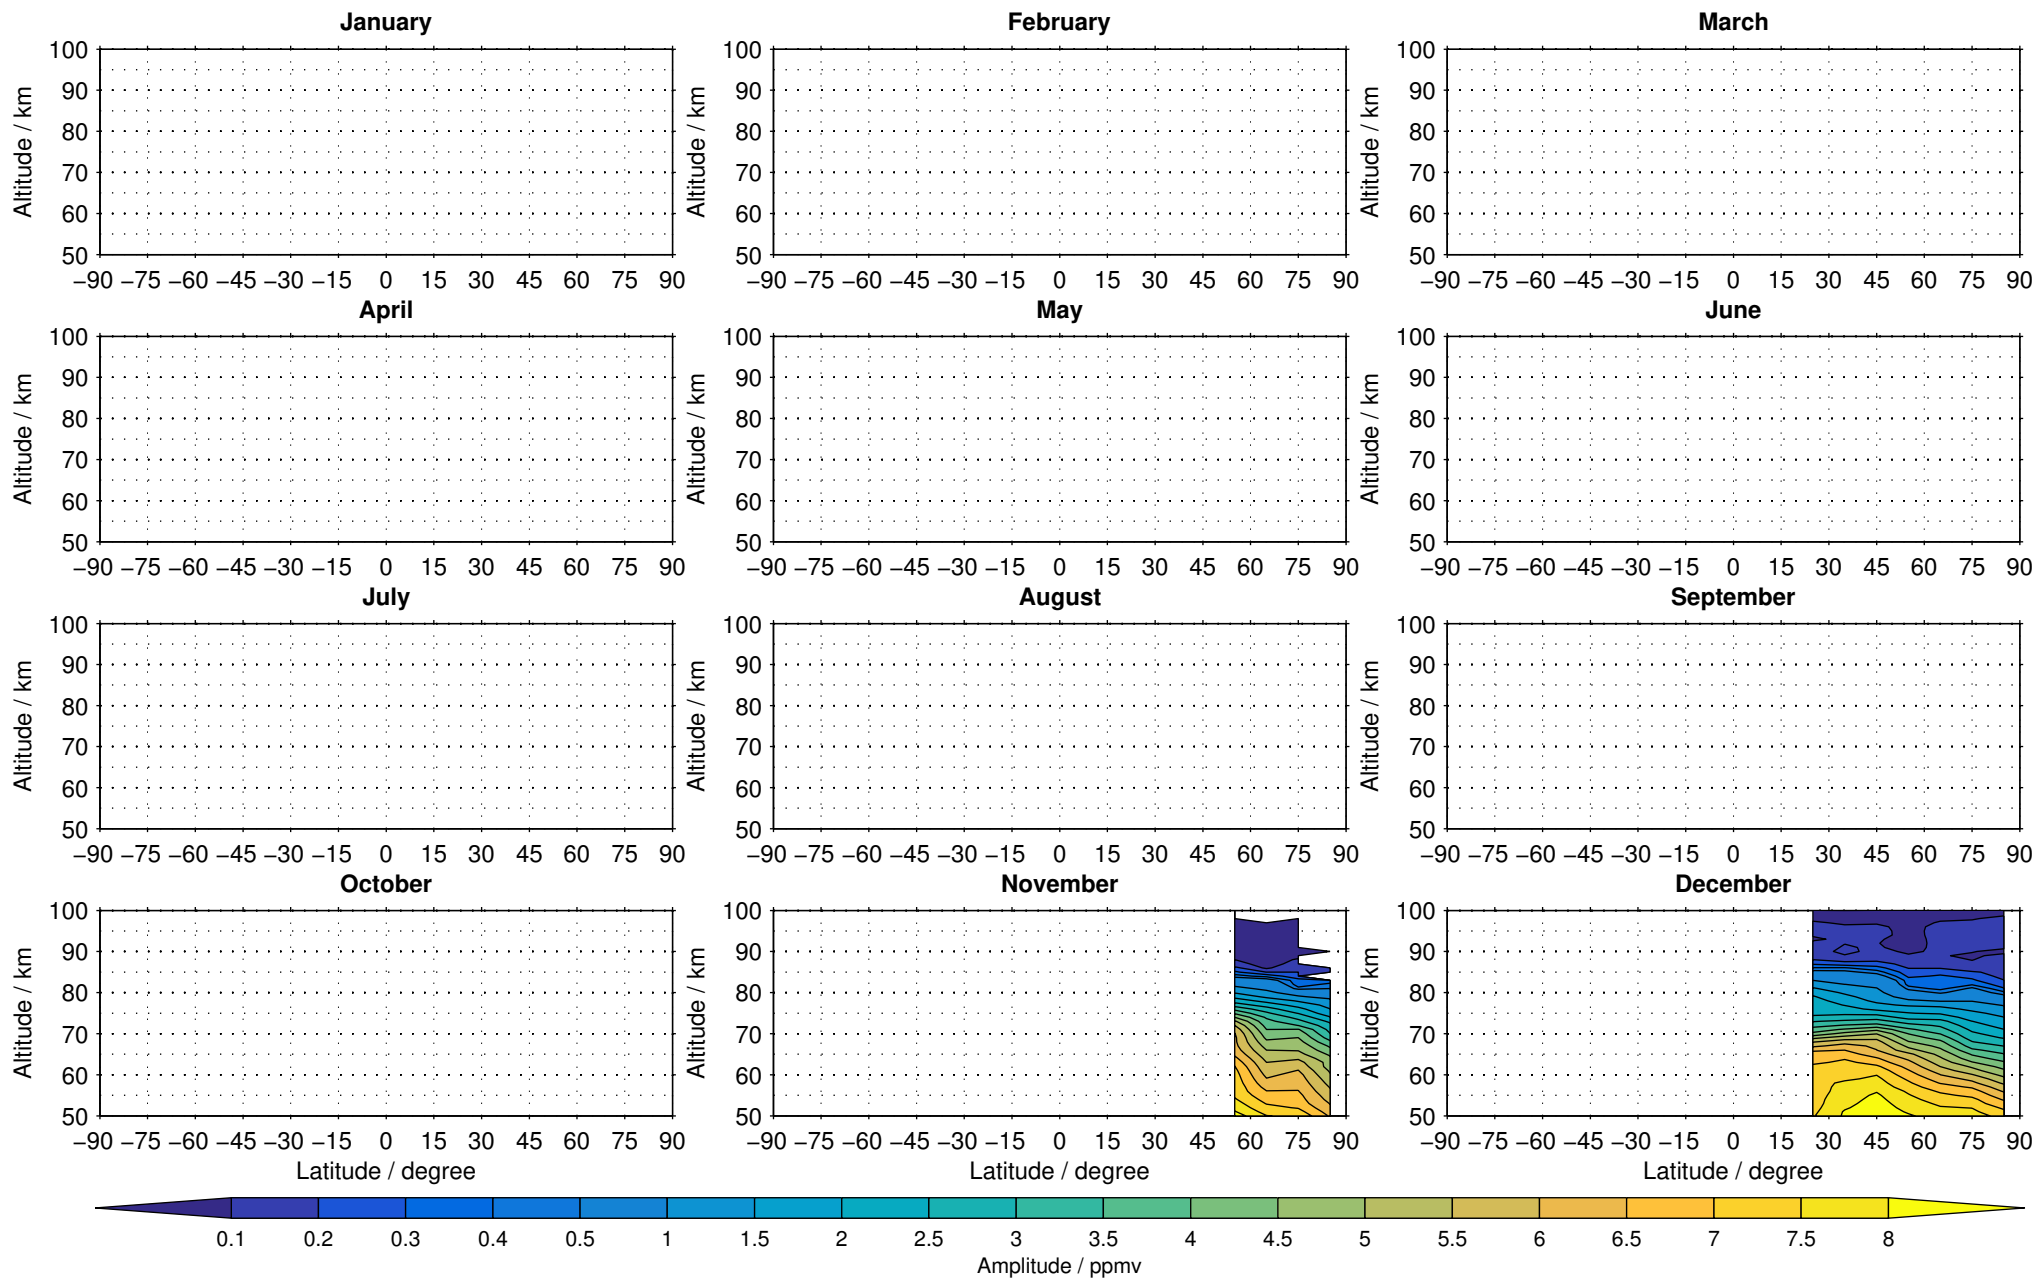 January February March
100 100 100
90 90 90
80 80 80
70 70 70
60 60 60
50 50 50
Altitude / km Altitude / km Altitude / km
−90 −75 −60 −45 −30 −15 0 15 30 45 60 75 90 −90 −75 −60 −45 −30 −15 0 15 30 45 60 75 90 −90 −75 −60 −45 −30 −15 0 15 30 45 60 75 90
April May June
100 100 100
90 90 90
80 80 80
70 70 70
60 60 60
50 50 50
Altitude / km Altitude / km Altitude / km
−90 −75 −60 −45 −30 −15 0 15 30 45 60 75 90 −90 −75 −60 −45 −30 −15 0 15 30 45 60 75 90 −90 −75 −60 −45 −30 −15 0 15 30 45 60 75 90
July August September
100 100 100
90 90 90
80 80 80
70 70 70
60 60 60
50 50 50
Altitude / km Altitude / km Altitude / km
−90 −75 −60 −45 −30 −15 0 15 30 45 60 75 90 −90 −75 −60 −45 −30 −15 0 15 30 45 60 75 90 −90 −75 −60 −45 −30 −15 0 15 30 45 60 75 90
October November December
100 100 100
90 90 90
80 80 80
70 70 70
60 60 60
50 50 50
Altitude / km Altitude / km Altitude / km
−90 −75 −60 −45 −30 −15 0 15 30 45 60 75 90 −90 −75 −60 −45 −30 −15 0 15 30 45 60 75 90 −90 −75 −60 −45 −30 −15 0 15 30 45 60 75 90
Latitude / degree Latitude / degree Latitude / degree
0.1 0.2 0.3 0.4 0.5 1 1.5 2 2.5 3 3.5 4 4.5 5 5.5 6 6.5 7 7.5 8
Amplitude / ppmv